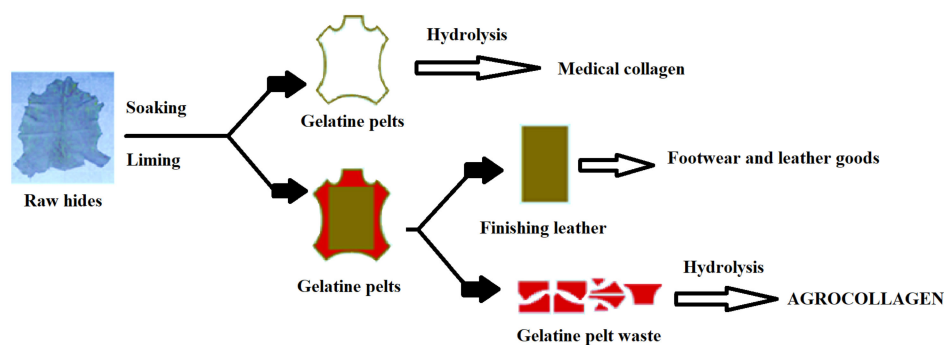 Hydrolysis
Medical collagen
Soaking
Gelatine pelts
Liming
Footwear and leather goods
Raw hides
Finishing leather
Hydrolysis
Gelatine pelts
AGROCOLLAGEN
Gelatine pelt waste